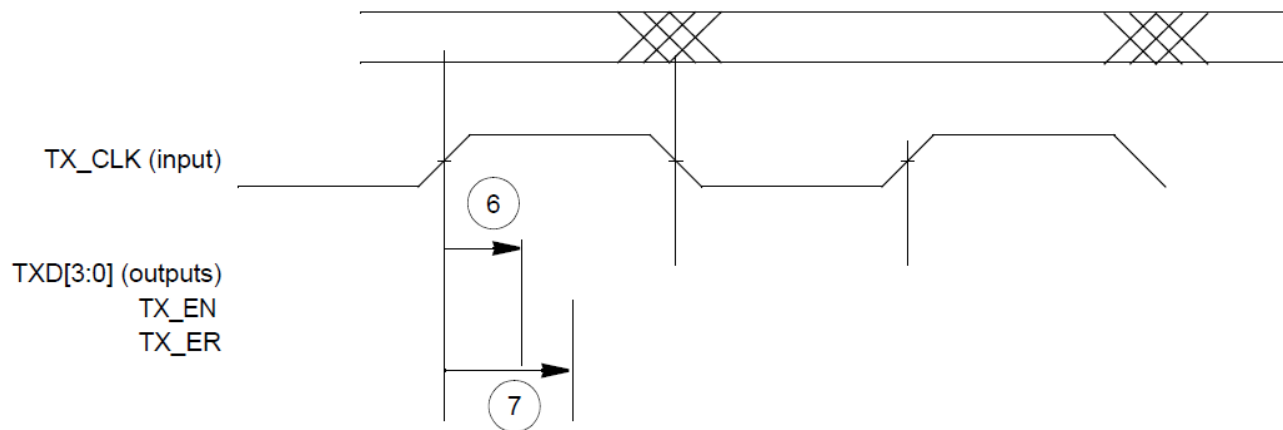 TX_CLK (input)
6
TXD[3:0] (outputs)
TX_EN
TX_ER
7